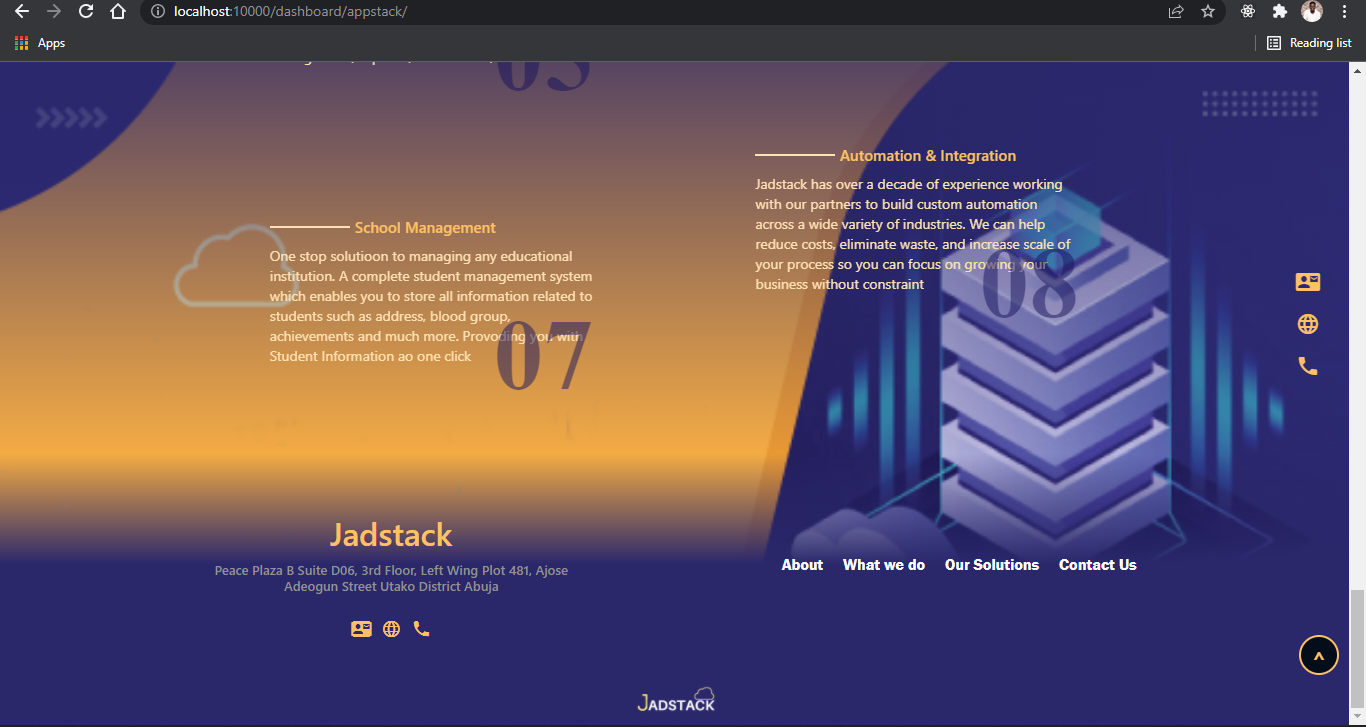 localhost:10000/dashboard/appstack/
Apps
Reading list
Automation & Integration
Jadstack has over a decade of experience working
with our partners to build custom automation
across a wide variety of industries. We can help
reduce costs, eliminate waste, and increase scale of
your process so you can focus on growing your
business without constraint
08
School Management
One stop solutioon to managing any educational
institution. A complete student management system
which enables you to store all information related to
students such as address, blood group,
achievements and much more. Provoding you with
Student Information ao one click
07
Jadstack
Peace Plaza B Suite D06, 3rd Floor, Left Wing Plot 481, Ajose
Adeogun Street Utako District Abuja
About What we do Our Solutions Contact Us
JADSTACK